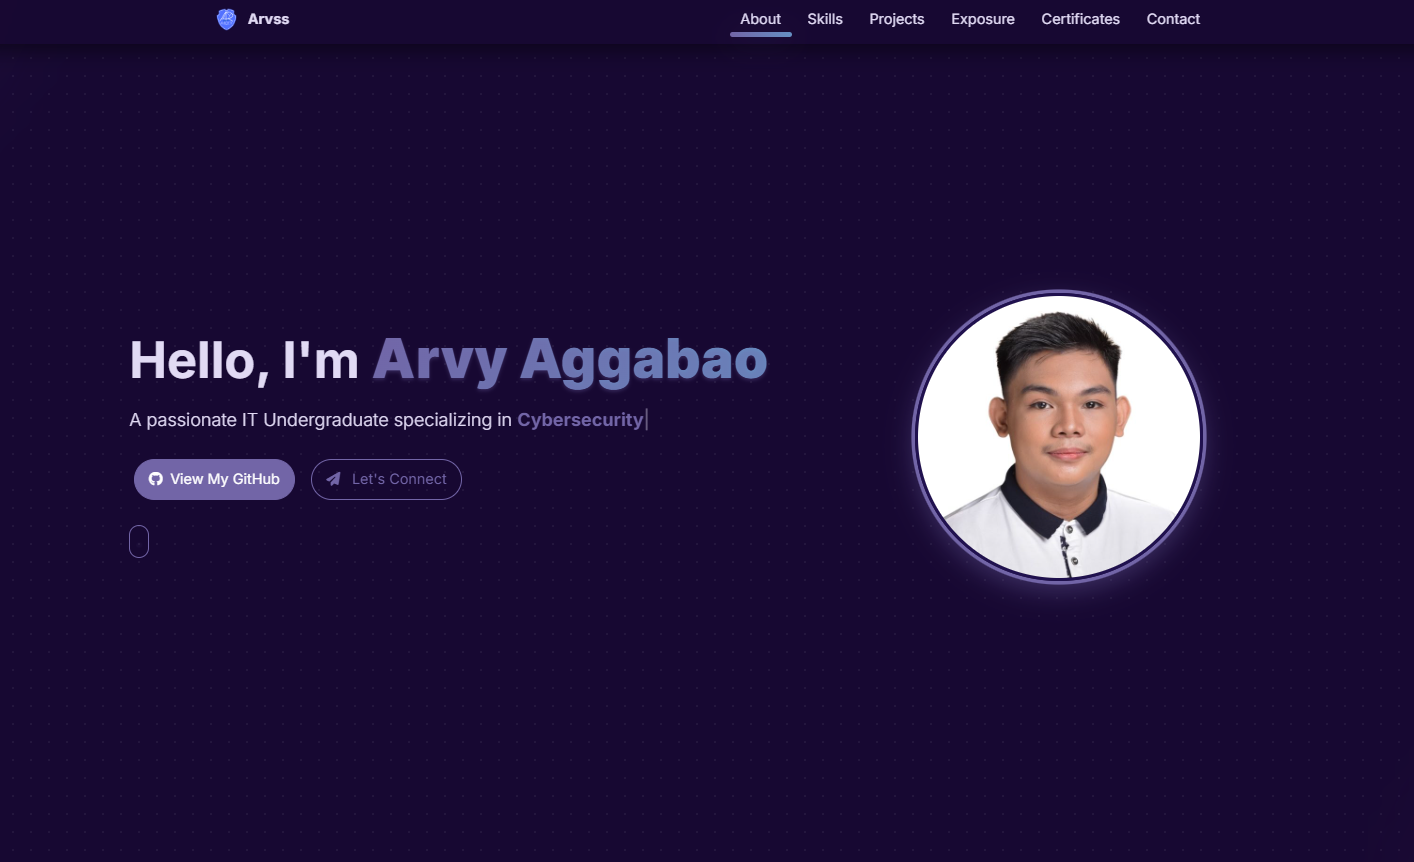 Arvss
About Skills Projects Exposure Certificates Contact
Hello, I'm Arvy Aggabao
A passionate IT Undergraduate specializing in Cybersecurity|
View My GitHub
Let's Connect